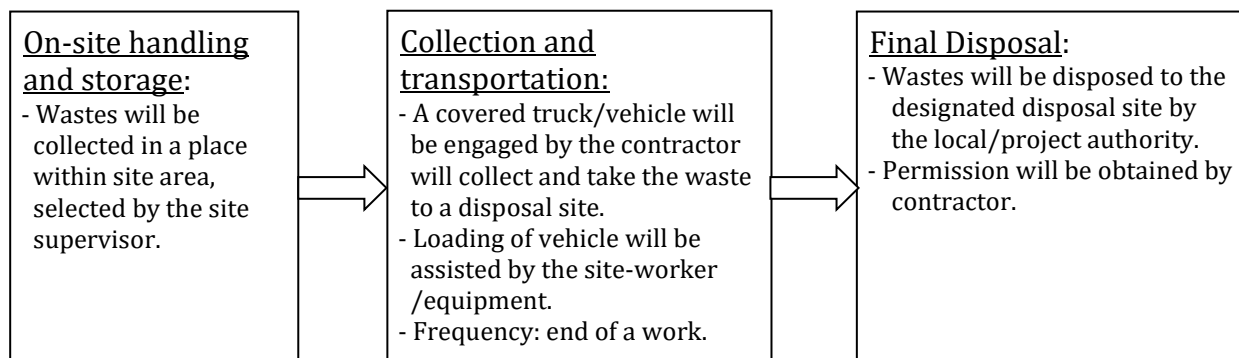 On-site handling
and storage:
- Wastes will be
collected in a place
within site area,
selected by the site
supervisor.
Collection and
transportation:
- A covered truck/vehicle will
be engaged by the contractor
will collect and take the waste
to a disposal site.
- Loading of vehicle will be
assisted by the site-worker
/equipment.
- Frequency: end of a work.
Final Disposal:
- Wastes will be disposed to the
designated disposal site by
the local/project authority.
- Permission will be obtained by
contractor.